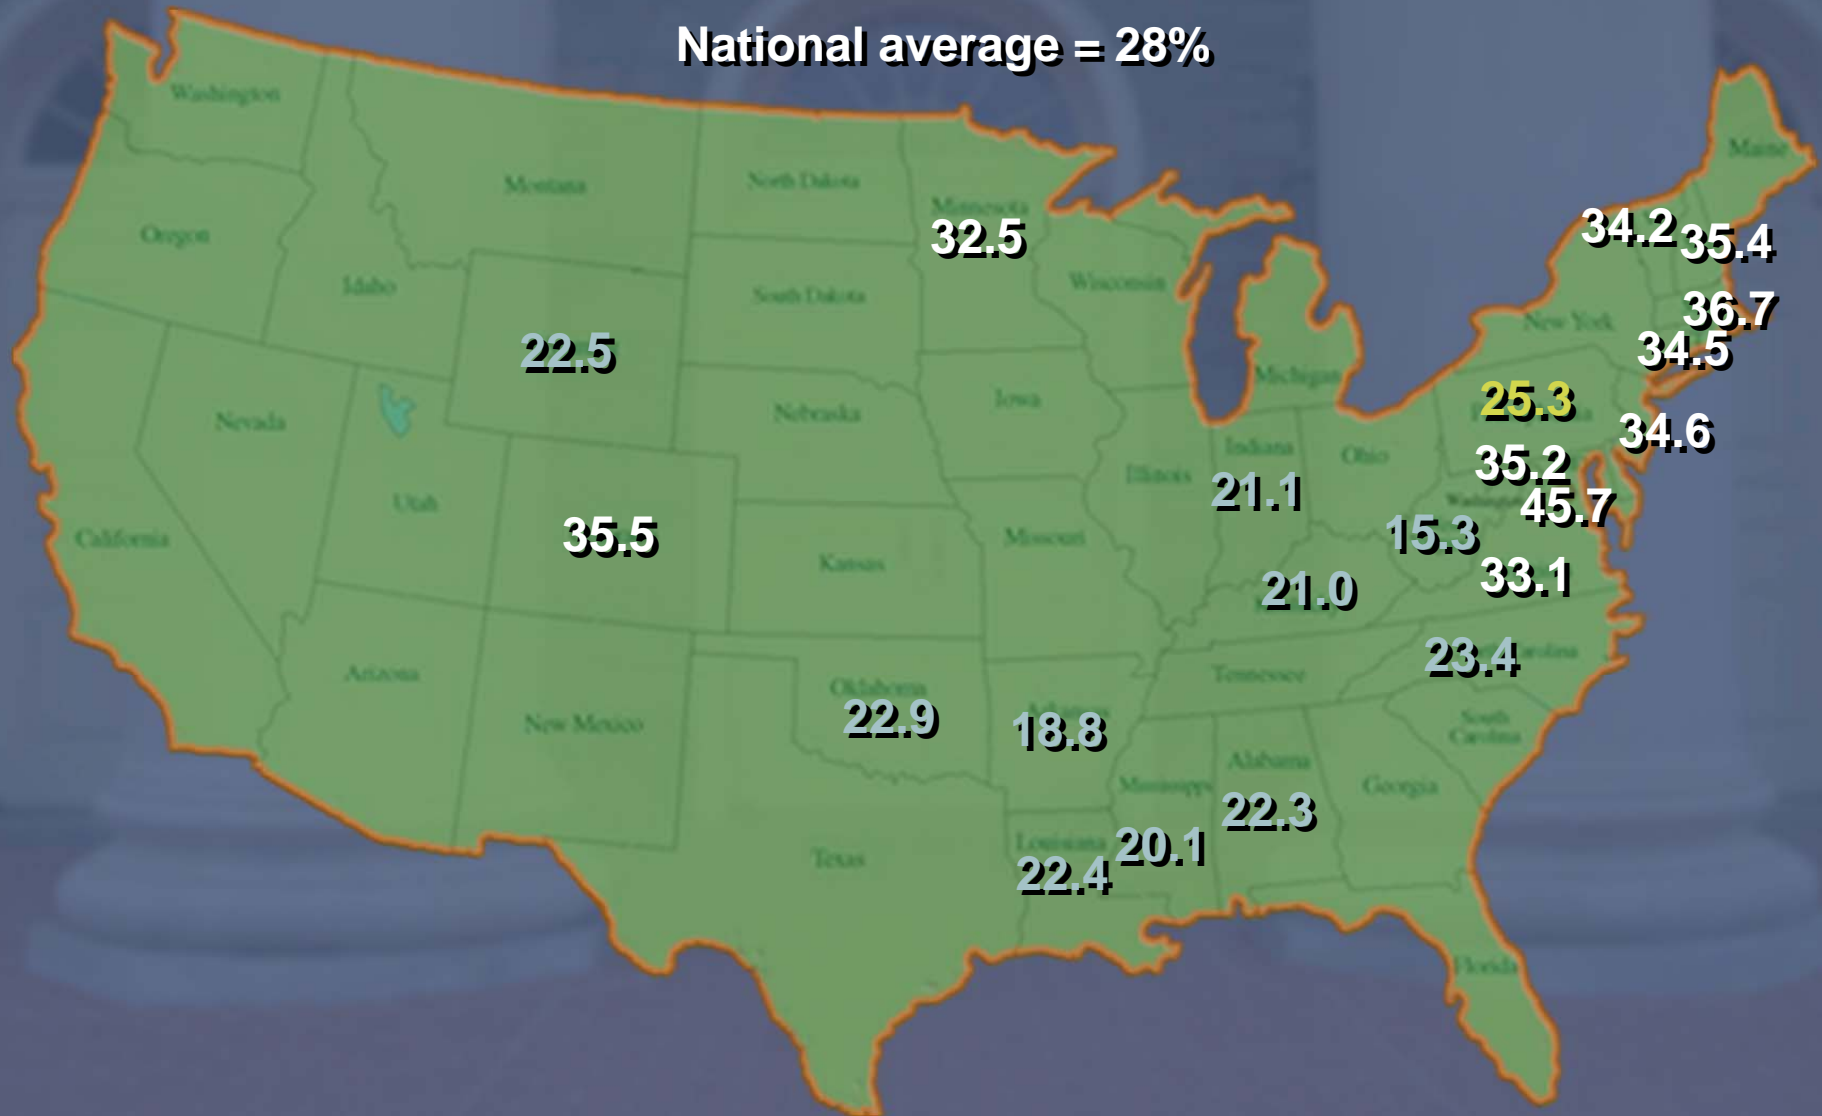 National average = 28%
Washington
Maine
Montana
North Dakota
Minnesota
32.5
34.2
35.4
Oregon
Idaho
South Dakota
Wisconsin
36.7
New York
34.5
22.5
Michigan
25.3
Nevada
Nebraska
Iowa
34.6
Indiana
Ohio
35.2
Illinois
21.1
Washington
45.7
Utah
California
35.5
Kansas
Missouri
15.3
33.1
21.0
Arizona
Tennessee
23.4
Oklahoma
22.9
18.8
New Mexico
South
Carolina
Alabama
Mississippi
Georgia
22.3
Texas
Louisiana
20.1
22.4
Florida